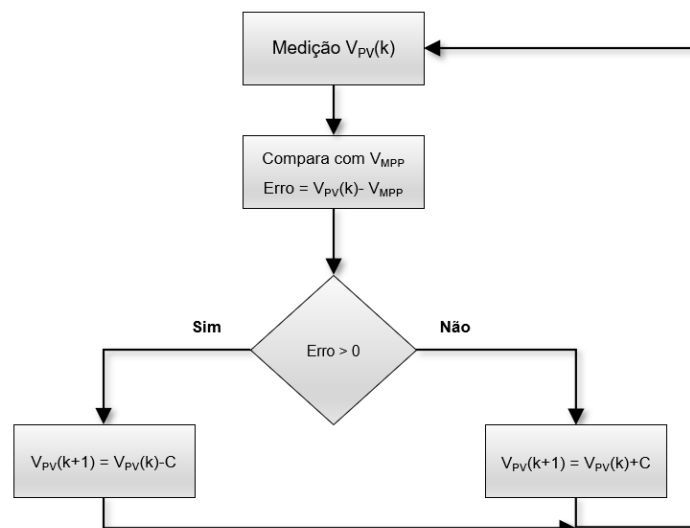 Medição V_PV(k)
Compara com V_MPP
Erro = V_PV(k)- V_MPP
Sim
Não
Erro > 0
V_PV(k+1) = V_PV(k)-C
V_PV(k+1) = V_PV(k)+C